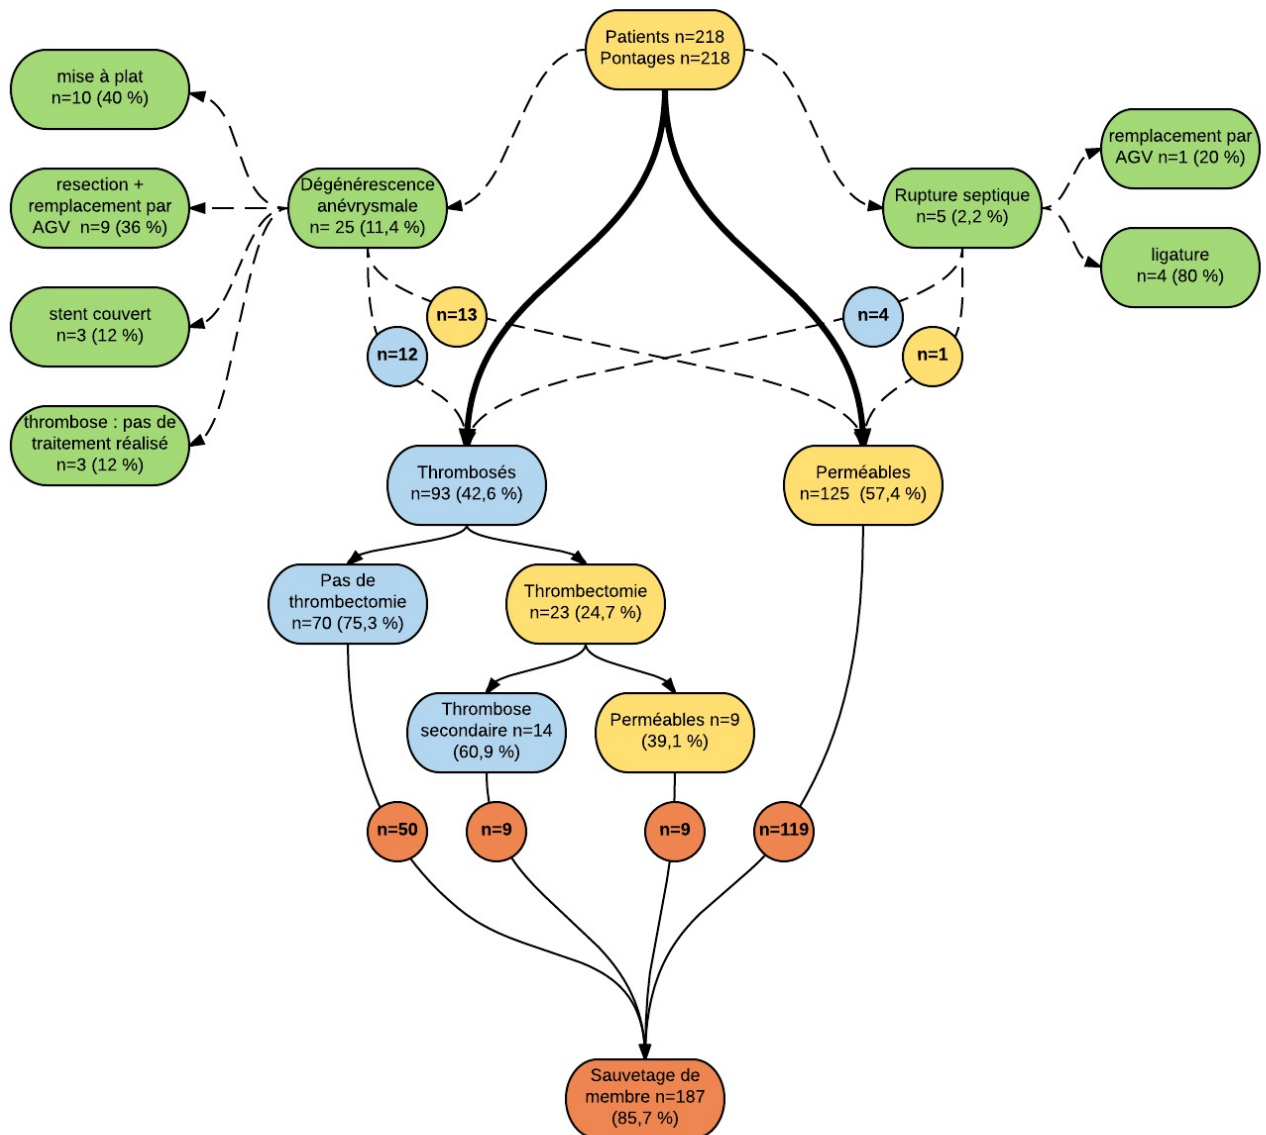 Patients n=218
Pontages n=218
mise à plat
n=10 (40 %)
remplacement par
AGV n=1 (20 %)
resection +
remplacement par
AGV  n=9 (36 %)
Dégénérescence
anévrysmale
n= 25 (11,4 %)
Rupture septique
n=5 (2,2 %)
ligature
n=4 (80 %)
stent couvert
n=3 (12 %)
n=13
n=4
n=12
n=1
thrombose : pas de
traitement réalisé
n=3 (12 %)
Thrombosés
n=93 (42,6 %)
Perméables
n=125  (57,4 %)
Pas de
thrombectomie
n=70 (75,3 %)
Thrombectomie
n=23 (24,7 %)
Thrombose
secondaire n=14
(60,9 %)
Perméables n=9
(39,1 %)
n=50
n=9
n=9
n=119
Sauvetage de
membre n=187
(85,7 %)